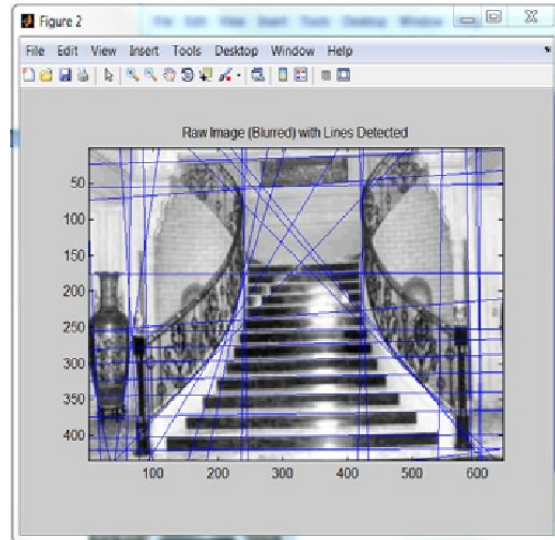 Figure 2
File Edit View Insert Tools Desktop Window Help
Raw Image (Blurred) with Lines Detected
50
100
150
200
250
300
350
400
100 200 300 400 500 600